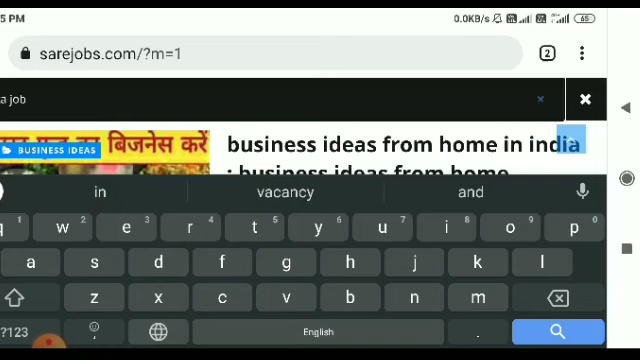 5 PM 0.0KB/s 65
sarejobs.com/?m=1 2
a job × ×
बिजनेस करें
BUSINESS IDEAS
business ideas from home in india
: business ideas from home
in vacancy and
q 1 w 2 e 3 r 4 t 5 y 6 u 7 i 8 o 9 p 0
a s d f g h j k l
z x c v b n m
?123 , English .